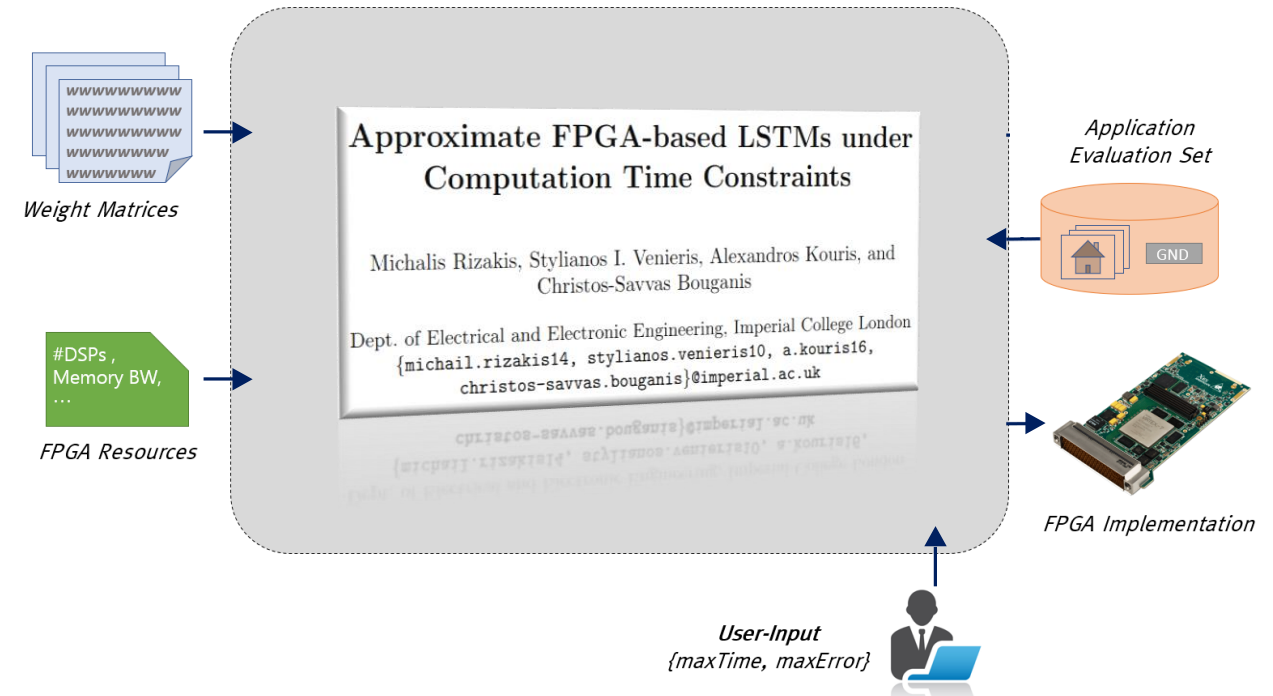 wwwwwwwww
wwwwwwwww
wwwwwwwww
wwwwwwwww
wwwwwww
Weight Matrices
#DSPs ,
Memory BW,
...
FPGA Resources
Approximate FPGA-based LSTMs under
Computation Time Constraints
Michalis Rizakis, Stylianos I. Venieris, Alexandros Kouris, and
Christos-Savvas Bouganis
Dept. of Electrical and Electronic Engineering, Imperial College London
{michail.rizakis14, stylianos.venieris10, a.kouris16,
christos-savvas.bouganis}@imperial.ac.uk
Application
Evaluation Set
GND
FPGA Implementation
User-Input
{maxTime, maxError}